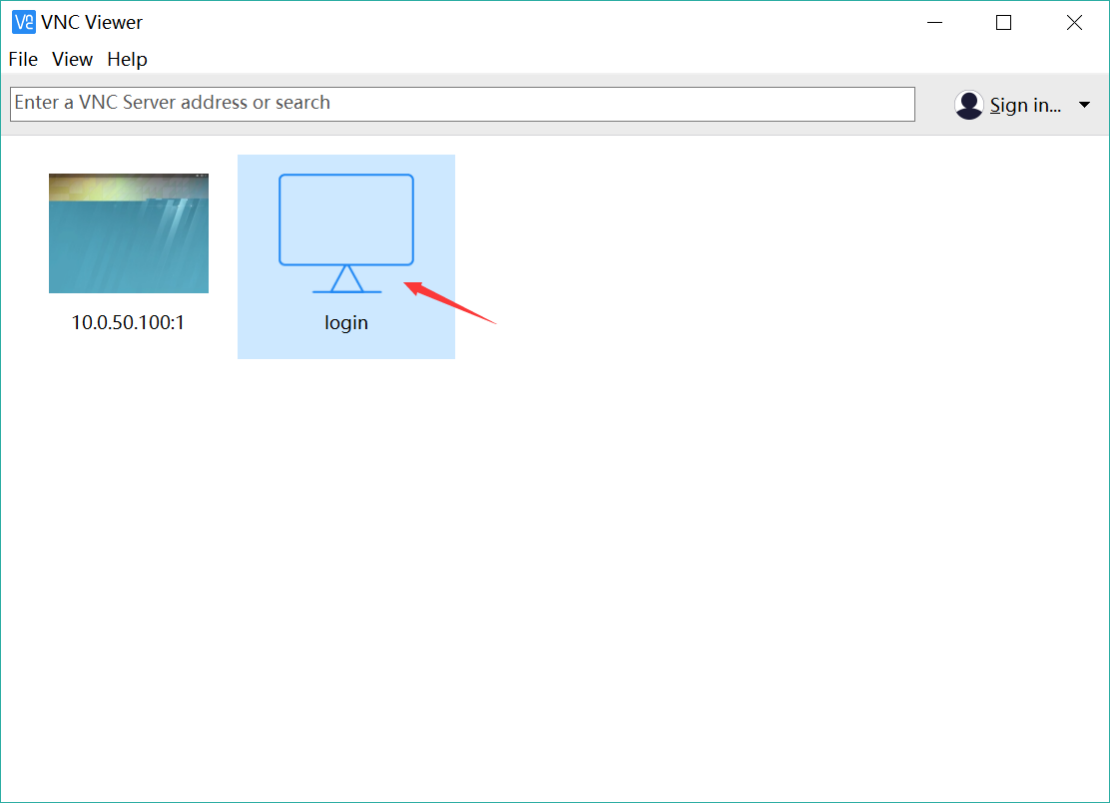 VNC Viewer
File View Help
Enter a VNC Server address or search
Sign in...
10.0.50.100:1
login